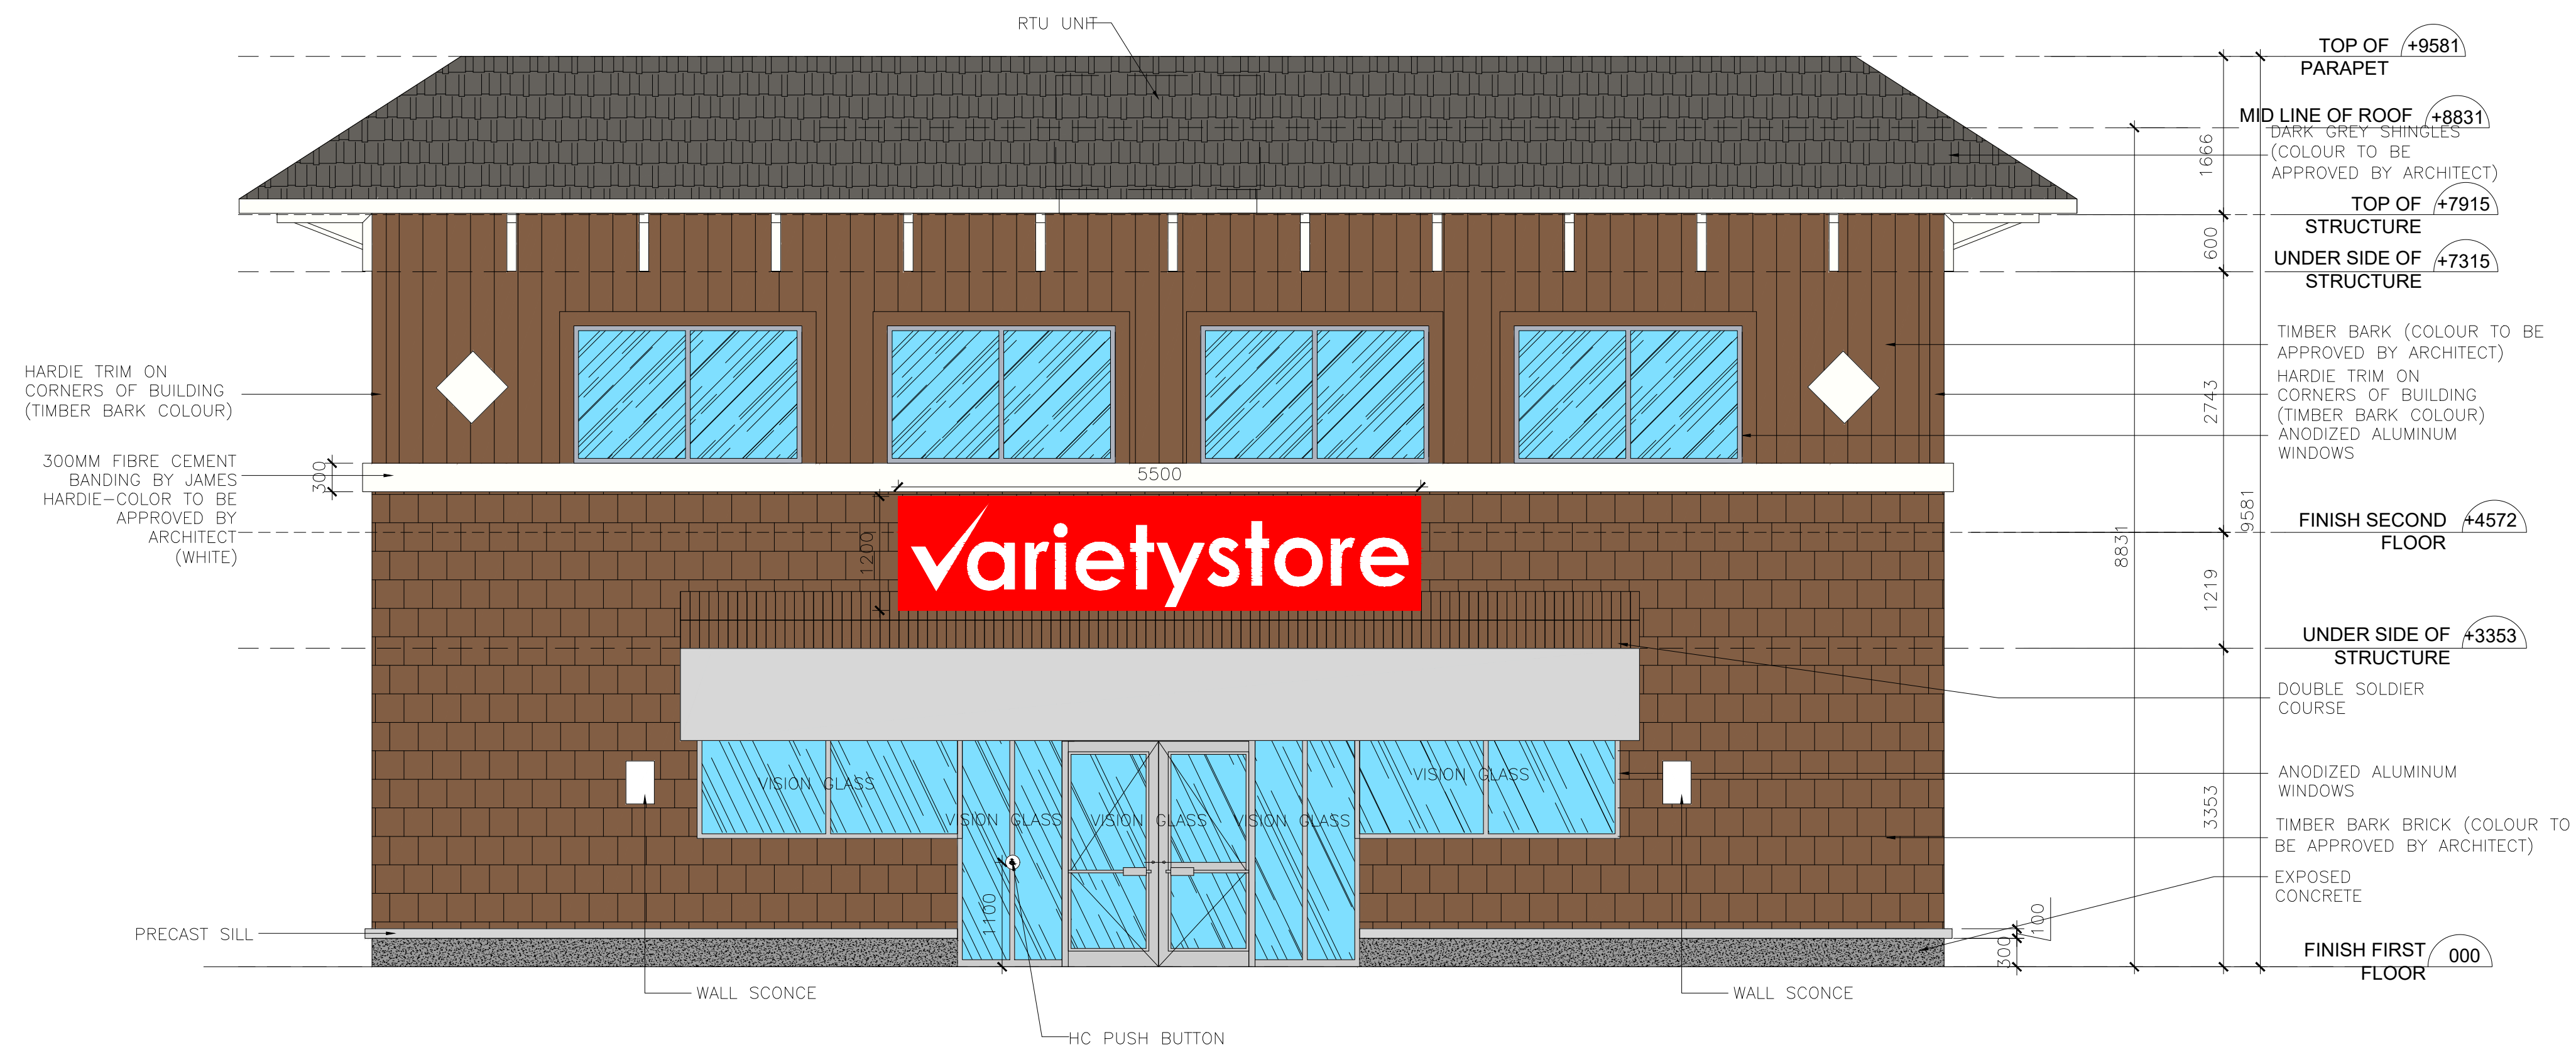 RTU UNIT
TOP OF
PARAPET
+9581
MID LINE OF ROOF
+8831
DARK GREY SHINGLES
(COLOUR TO BE
APPROVED BY ARCHITECT)
1666
TOP OF
STRUCTURE
+7915
600
UNDER SIDE OF
STRUCTURE
+7315
TIMBER BARK (COLOUR TO BE
APPROVED BY ARCHITECT)
HARDIE TRIM ON
CORNERS OF BUILDING
(TIMBER BARK COLOUR)
HARDIE TRIM ON
CORNERS OF BUILDING
(TIMBER BARK COLOUR)
2743
ANODIZED ALUMINUM
WINDOWS
300MM FIBRE CEMENT
BANDING BY JAMES
HARDIE-COLOR TO BE
APPROVED BY
ARCHITECT
(WHITE)
300
5500
1200
varietystore
9581
8831
FINISH SECOND
FLOOR
+4572
1219
UNDER SIDE OF
STRUCTURE
+3353
DOUBLE SOLDIER
COURSE
VISION GLASS
VISION GLASS
VISION GLASS
VISION GLASS
VISION GLASS
ANODIZED ALUMINUM
WINDOWS
3353
TIMBER BARK BRICK (COLOUR TO
BE APPROVED BY ARCHITECT)
EXPOSED
CONCRETE
1100
100
300
PRECAST SILL
FINISH FIRST
FLOOR
000
WALL SCONCE
WALL SCONCE
HC PUSH BUTTON